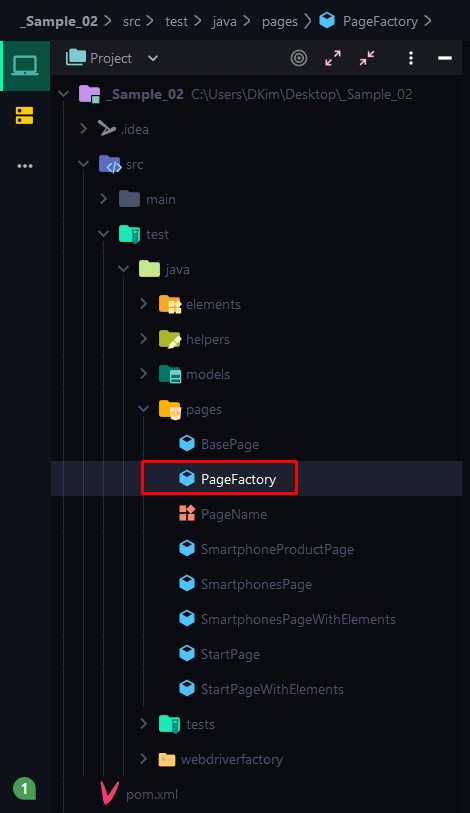 _Sample_02 > src > test > java > pages > PageFactory >
Project
_Sample_02 C:\Users\DKim\Desktop\_Sample_02
.idea
src
main
test
java
elements
helpers
models
pages
BasePage
PageFactory
PageName
SmartphoneProductPage
SmartphonesPage
SmartphonesPageWithElements
StartPage
StartPageWithElements
tests
webdriverfactory
1
pom.xml